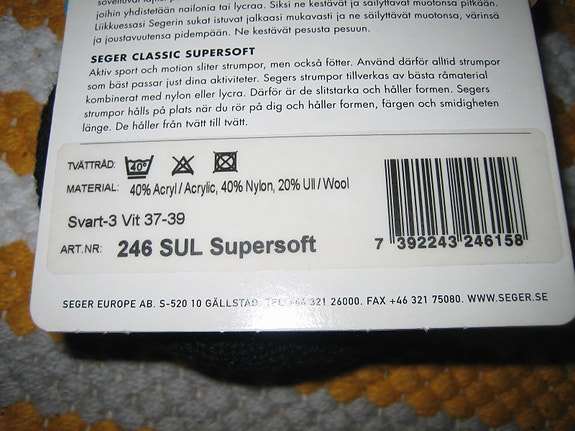 joihin yhdistetään nailonia tai lycraa. Siksi ne kestävät ja säilyttävät muotonsa pitkään.
Liikkuessasi Segerin sukat istuvat jalkaasi mukavasti ja ne säilyttävät muotonsa, värinsä
ja joustavuutensa pidempään. Ne kestävät pesusta pesuun.
SEGER CLASSIC SUPERSOFT
Aktiv sport och motion sliter strumpor, men också fötter. Använd därför alltid strumpor
som bäst passar just dina aktiviteter. Segers strumpor tillverkas av bästa råmaterial
kombinerat med nylon eller lycra. Därför är de slitstarka och håller formen. Segers
strumpor hålls på plats när du rör på dig och håller formen, färgen och smidigheten
länge. De håller från tvätt till tvätt.
TVÄTTRÅD: 40°
MATERIAL: 40% Acryl / Acrylic, 40% Nylon, 20% Ull / Wool
Svart-3 Vit 37-39
ART.NR: 246 SUL Supersoft
7 392243 246158
SEGER EUROPE AB. S-520 10 GÄLLSTAD. TEL +46 321 26000. FAX +46 321 75080. WWW.SEGER.SE